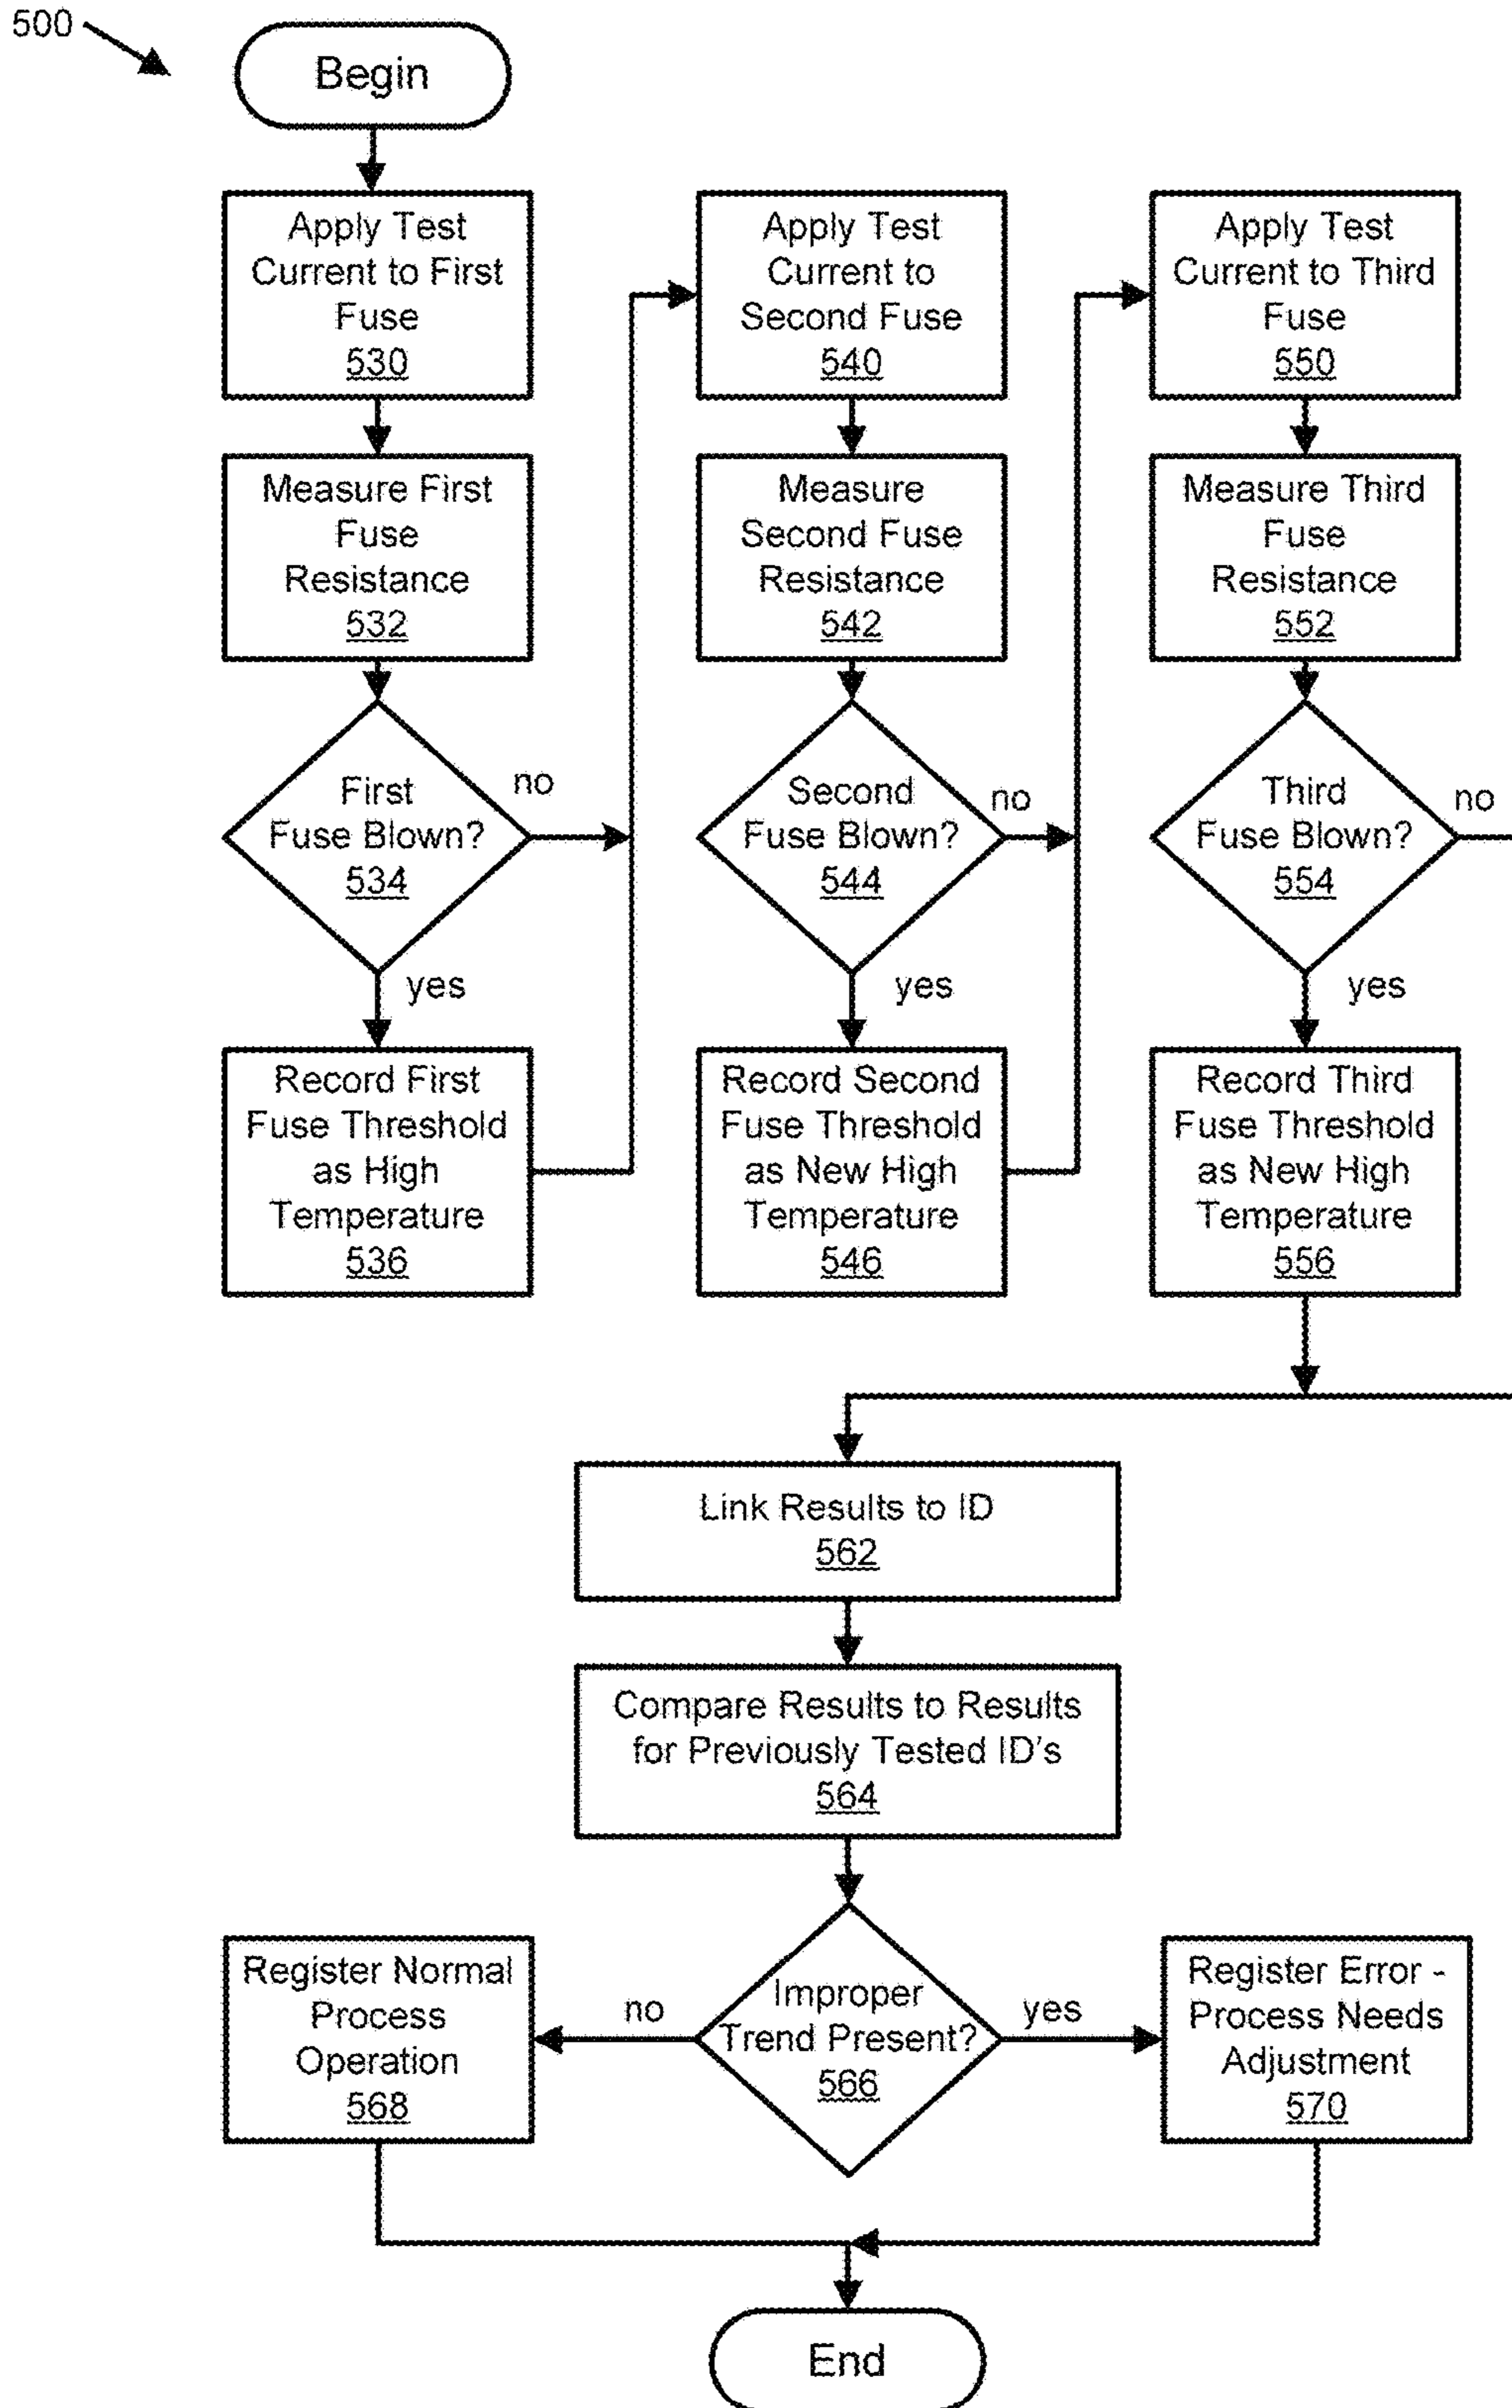 500
Begin
Apply Test
Current to First
Fuse
530
Measure First
Fuse
Resistance
532
First
Fuse Blown?
534
no
yes
Record First
Fuse Threshold
as High
Temperature
536
Apply Test
Current to
Second Fuse
540
Measure
Second Fuse
Resistance
542
Second
Fuse Blown?
544
no
yes
Record Second
Fuse Threshold
as New High
Temperature
546
Apply Test
Current to Third
Fuse
550
Measure Third
Fuse
Resistance
552
Third
Fuse Blown?
554
no
yes
Record Third
Fuse Threshold
as New High
Temperature
556
Link Results to ID
562
Compare Results to Results
for Previously Tested ID's
564
Improper
Trend Present?
566
no
yes
Register Normal
Process
Operation
568
Register Error -
Process Needs
Adjustment
570
End